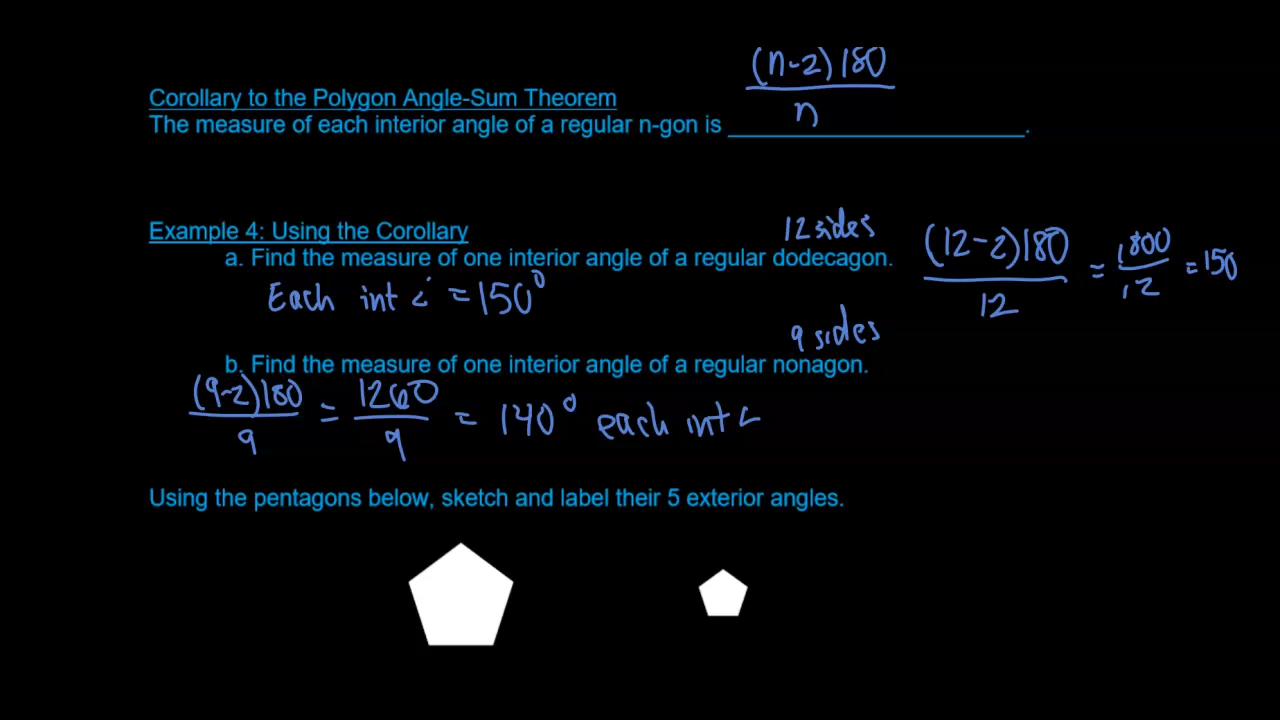 (n-2)180
n
Corollary to the Polygon Angle-Sum Theorem
The measure of each interior angle of a regular n-gon is ____________________.
Example 4: Using the Corollary
12 sides
a. Find the measure of one interior angle of a regular dodecagon.
(12-2)180
12
= 1800
12
= 150
Each int ∠ = 150°
9 sides
b. Find the measure of one interior angle of a regular nonagon.
(9-2)180
9
= 1260
9
= 140° each int ∠
Using the pentagons below, sketch and label their 5 exterior angles.